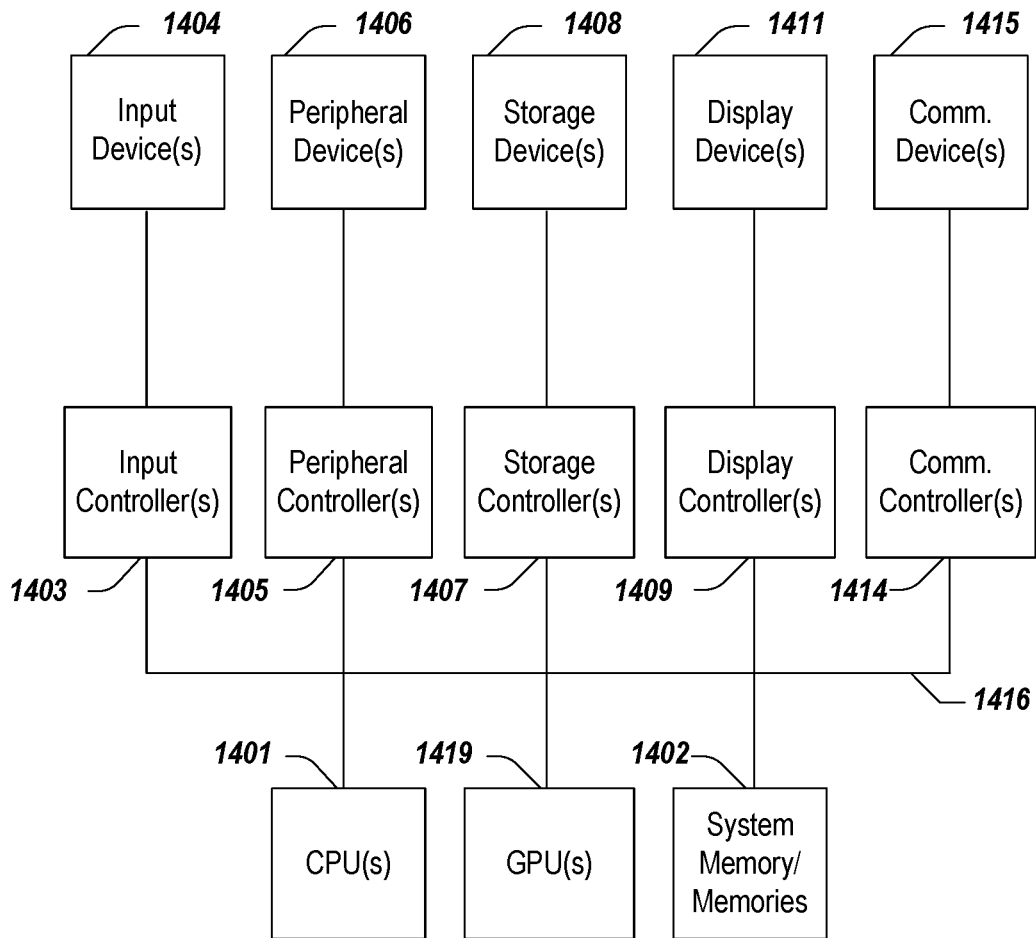 1404
1406
1408
1411
1415
Input
Device(s)
Peripheral
Device(s)
Storage
Device(s)
Display
Device(s)
Comm.
Device(s)
Input
Controller(s)
Peripheral
Controller(s)
Storage
Controller(s)
Display
Controller(s)
Comm.
Controller(s)
1403
1405
1407
1409
1414
1416
1401
1419
1402
CPU(s)
GPU(s)
System
Memory/
Memories